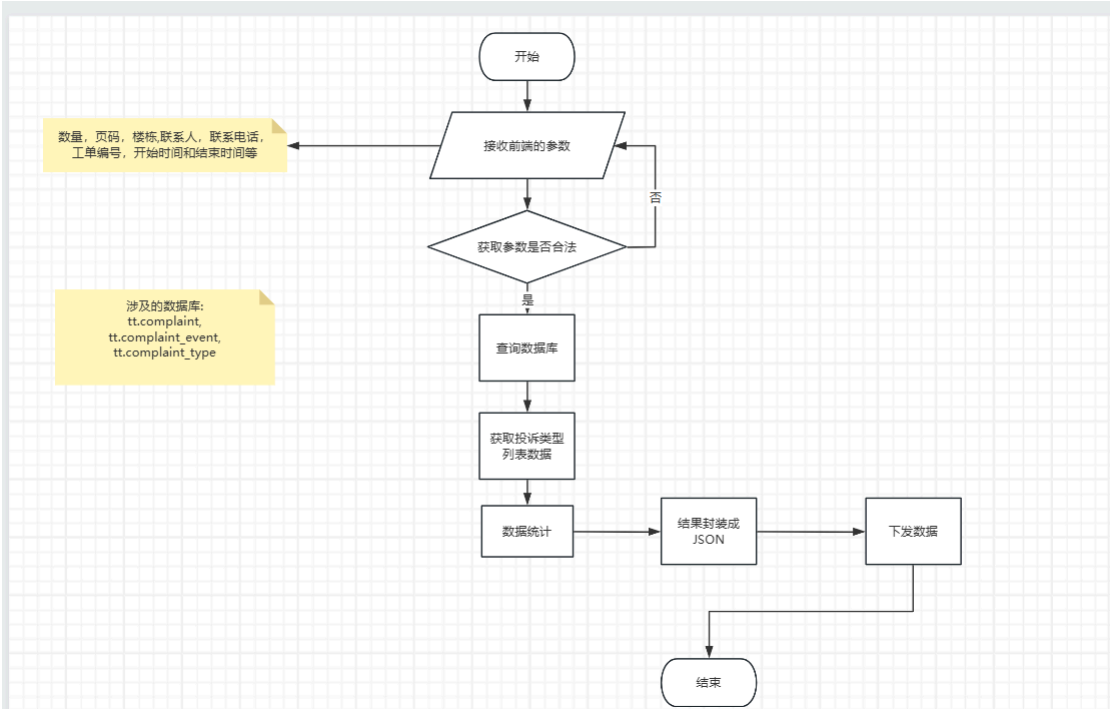 开始
数量，页码，楼栋,联系人，联系电话，
工单编号，开始时间和结束时间等
接收前端的参数
否
获取参数是否合法
是
涉及的数据库:
tt.complaint,
tt.complaint_event,
tt.complaint_type
查询数据库
获取投诉类型
列表数据
数据统计
结果封装成
JSON
下发数据
结束